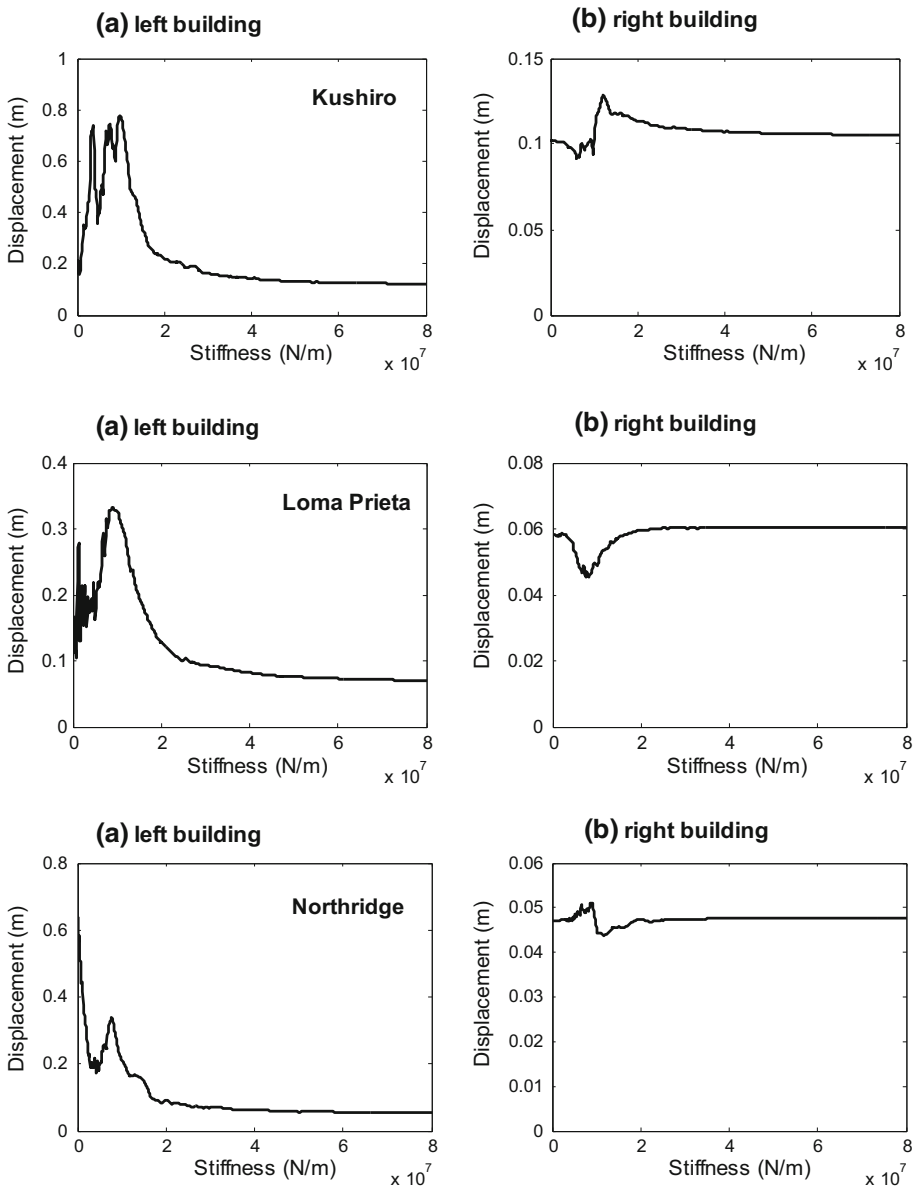 (a) left building
Displacement (m)
1
0.8
0.6
0.4
0.2
0
Kushiro
0 2 4 6 8
Stiffness (N/m)
x 10^7
(b) right building
Displacement (m)
0.15
0.1
0.05
0
0 2 4 6 8
Stiffness (N/m)
x 10^7
(a) left building
Displacement (m)
0.4
0.3
0.2
0.1
0
Loma Prieta
0 2 4 6 8
Stiffness (N/m)
x 10^7
(b) right building
Displacement (m)
0.08
0.06
0.04
0.02
0
0 2 4 6 8
Stiffness (N/m)
x 10^7
(a) left building
Displacement (m)
0.8
0.6
0.4
0.2
0
Northridge
0 2 4 6 8
Stiffness (N/m)
x 10^7
(b) right building
Displacement (m)
0.06
0.05
0.04
0.03
0.02
0.01
0
0 2 4 6 8
Stiffness (N/m)
x 10^7